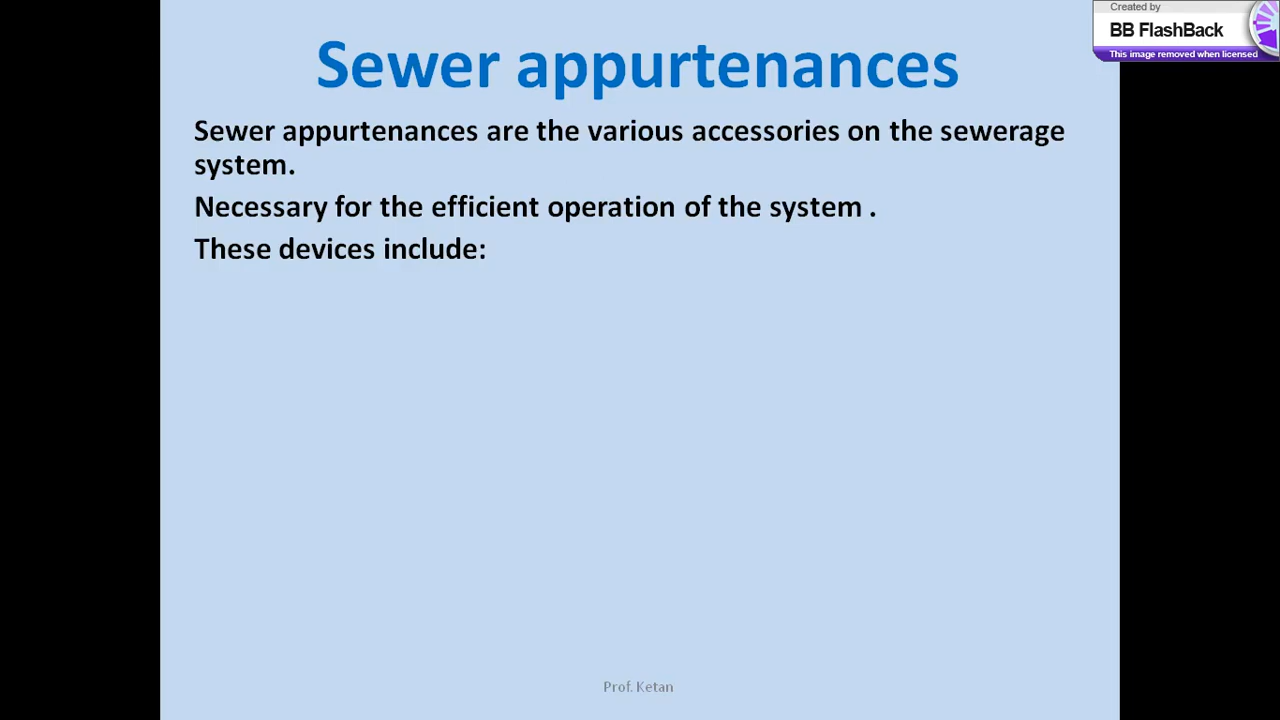 Created by
BB FlashBack
This image removed when licensed
Sewer appurtenances
Sewer appurtenances are the various accessories on the sewerage
system.
Necessary for the efficient operation of the system .
These devices include:
Prof. Ketan